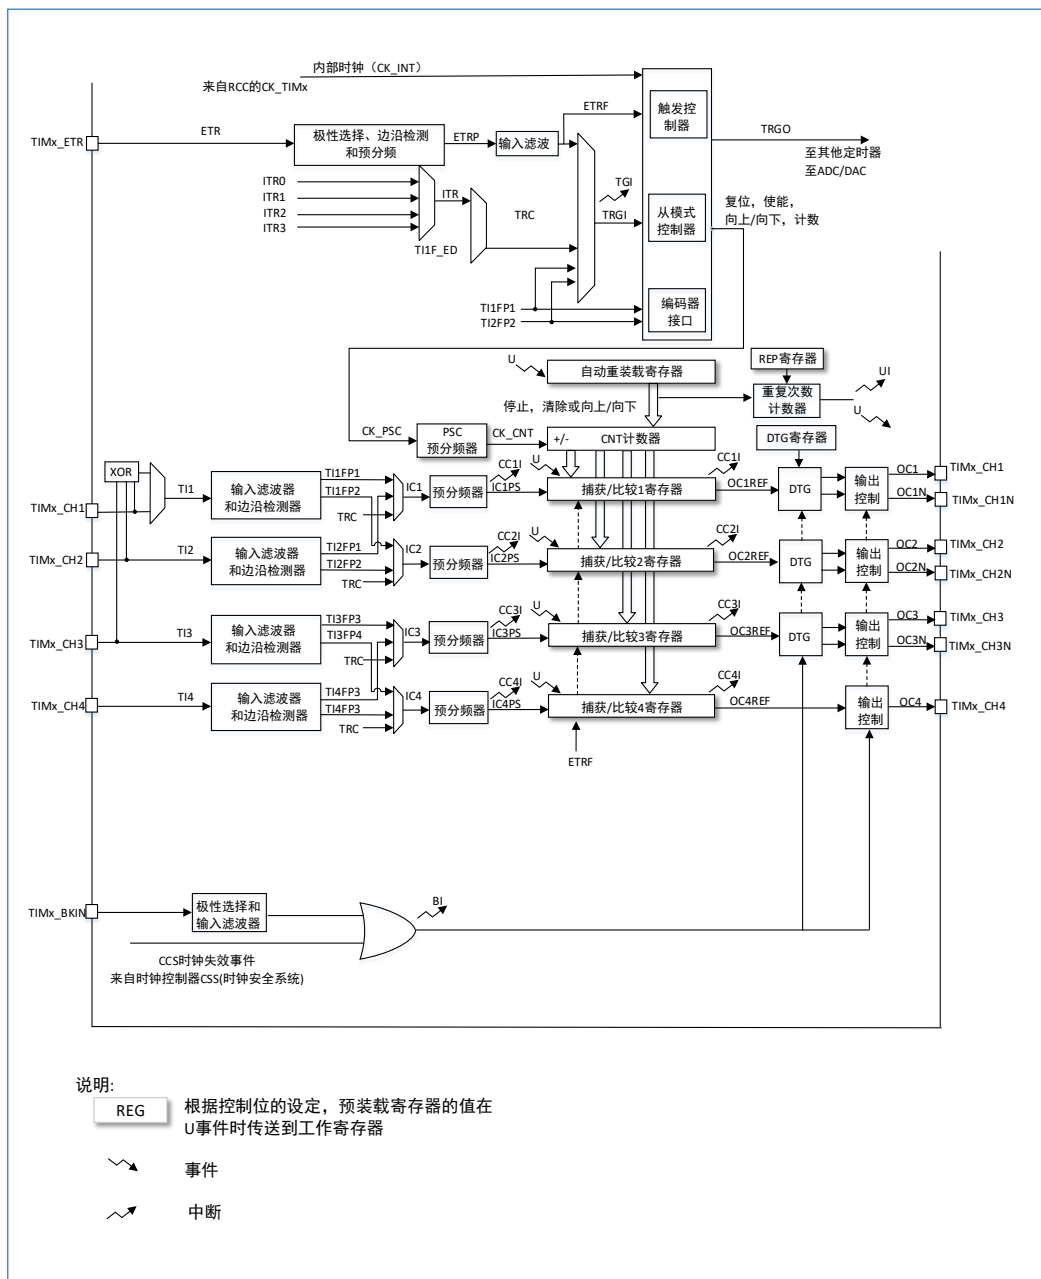 内部时钟（CK_INT）
来自RCC的CK_TIMx
TIMx_ETR
ETR
极性选择、边沿检测
和预分频
ETRP
输入滤波
ETRF
触发控
制器
TRGO
至其他定时器
至ADC/DAC
ITR0
ITR1
ITR2
ITR3
ITR
TI1F_ED
TRC
TGI
TRGI
从模式
控制器
复位，使能，
向上/向下，计数
TI1FP1
TI2FP2
编码器
接口
U
自动重装载寄存器
REP寄存器
重复次数
计数器
UI
U
停止，清除或向上/向下
CK_PSC
PSC
预分频器
CK_CNT
+/-
CNT计数器
DTG寄存器
XOR
TIMx_CH1
TI1
输入滤波器
和边沿检测器
TI1FP1
TI1FP2
TRC
IC1
预分频器
CC1I
IC1PS
U
捕获/比较1寄存器
CC1I
OC1REF
DTG
输出
控制
OC1
OC1N
TIMx_CH1
TIMx_CH1N
TIMx_CH2
TI2
输入滤波器
和边沿检测器
TI2FP1
TI2FP2
TRC
IC2
预分频器
CC2I
IC2PS
U
捕获/比较2寄存器
CC2I
OC2REF
DTG
输出
控制
OC2
OC2N
TIMx_CH2
TIMx_CH2N
TIMx_CH3
TI3
输入滤波器
和边沿检测器
TI3FP3
TI3FP4
TRC
IC3
预分频器
CC3I
IC3PS
U
捕获/比较3寄存器
CC3I
OC3REF
DTG
输出
控制
OC3
OC3N
TIMx_CH3
TIMx_CH3N
TIMx_CH4
TI4
输入滤波器
和边沿检测器
TI4FP3
TI4FP3
TRC
IC4
预分频器
CC4I
IC4PS
U
捕获/比较4寄存器
CC4I
OC4REF
输出
控制
OC4
TIMx_CH4
ETRF
TIMx_BKIN
极性选择和
输入滤波器
BI
CCS时钟失效事件
来自时钟控制器CSS(时钟安全系统)
说明:
REG
根据控制位的设定，预装载寄存器的值在
U事件时传送到工作寄存器
事件
中断